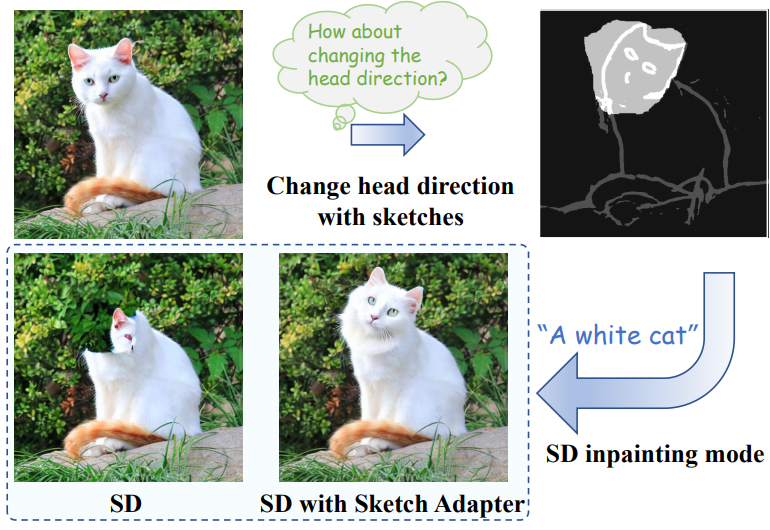 How about
changing the
head direction?
Change head direction
with sketches
“A white cat”
SD inpainting mode
SD
SD with Sketch Adapter